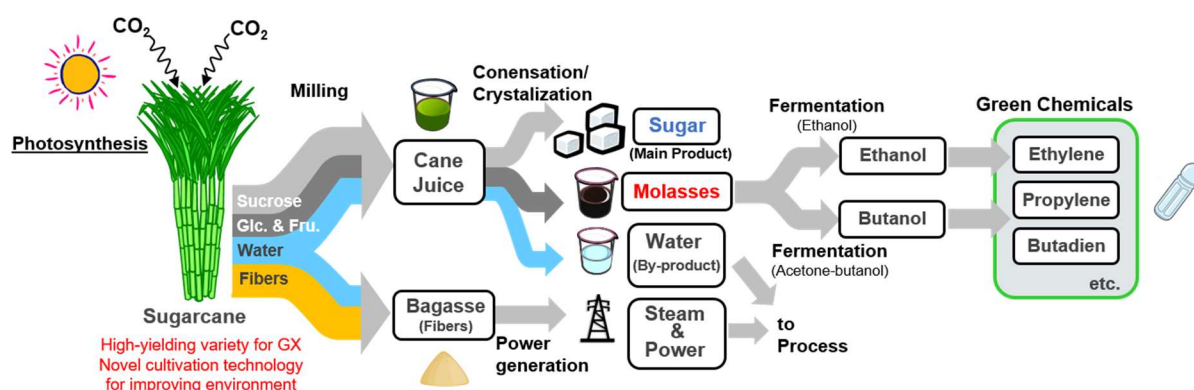 CO2
CO2
Photosynthesis
Sucrose
Glc. & Fru.
Water
Fibers
Sugarcane
High-yielding variety for GX
Novel cultivation technology
for improving environment
Milling
Cane
Juice
Bagasse
(Fibers)
Conensation/
Crystalization
Sugar
(Main Product)
Molasses
Water
(By-product)
Power
generation
Steam
&
Power
to
Process
Fermentation
(Ethanol)
Ethanol
Butanol
Fermentation
(Acetone-butanol)
Green Chemicals
Ethylene
Propylene
Butadien
etc.